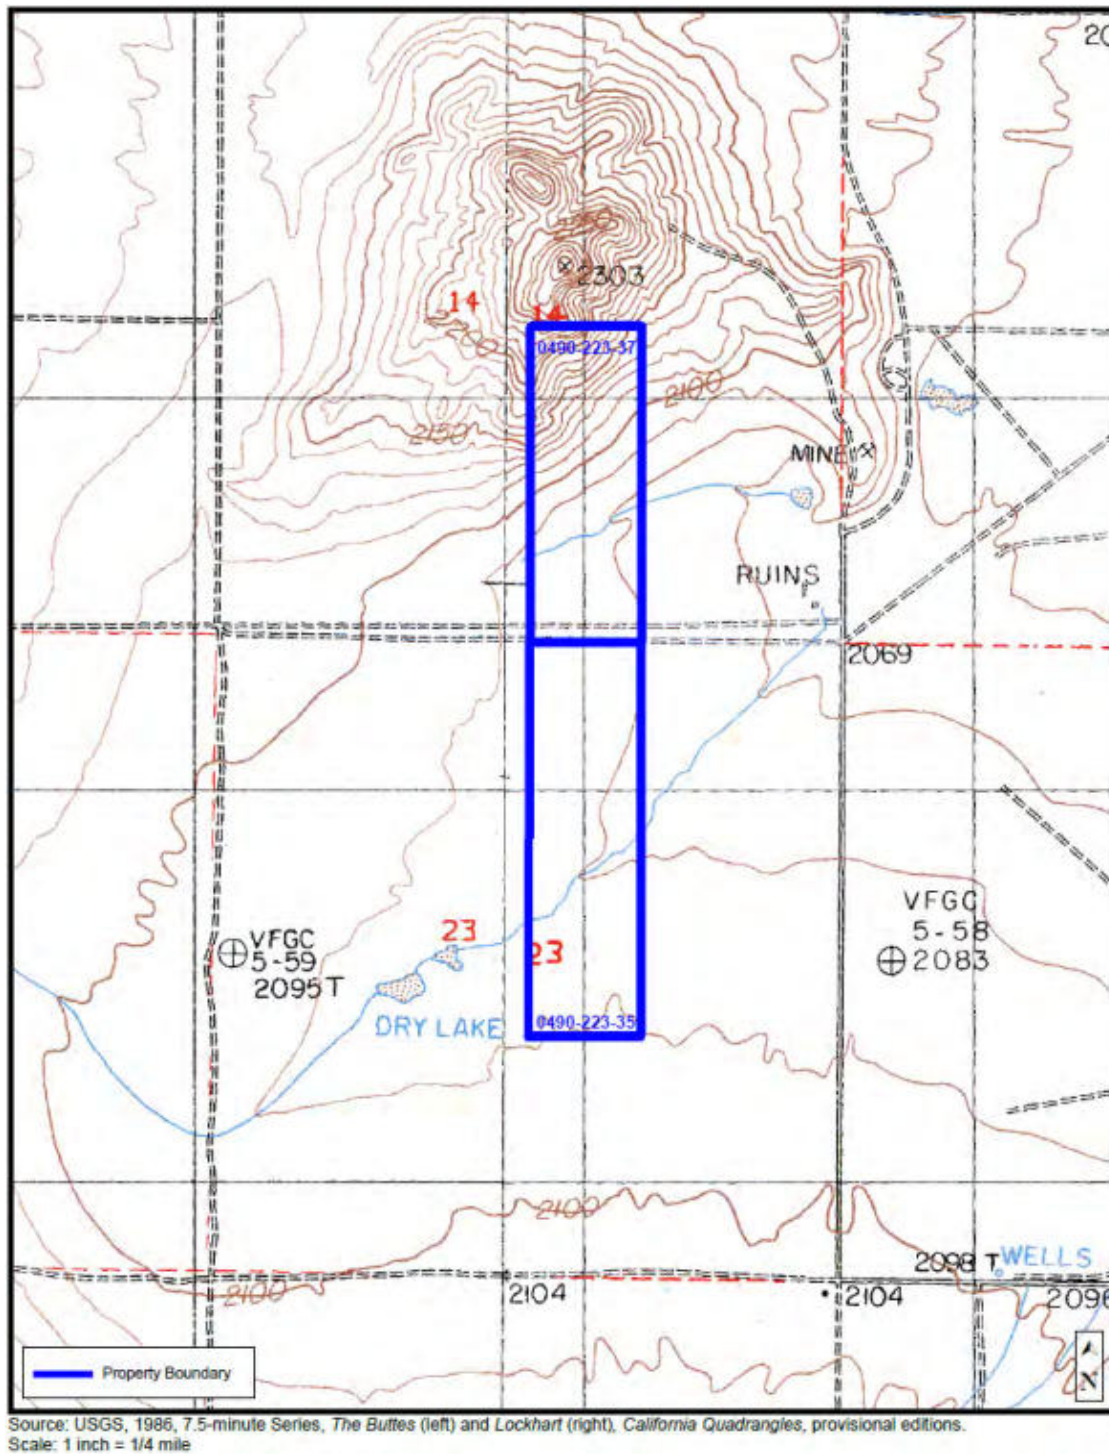 20
2303
14
14
0490-223-37
2100
2150
MINE
RUINS
2069
VFGC
5-58
2083
VFGC
5-59
2095T
23
23
DRY LAKE
0490-223-35
2100
2098 T
WELLS
2100
2104
2104
2096
Property Boundary
N
Source: USGS, 1986, 7.5-minute Series, The Buttes (left) and Lockhart (right), California Quadrangles, provisional editions.
Scale: 1 inch = 1/4 mile